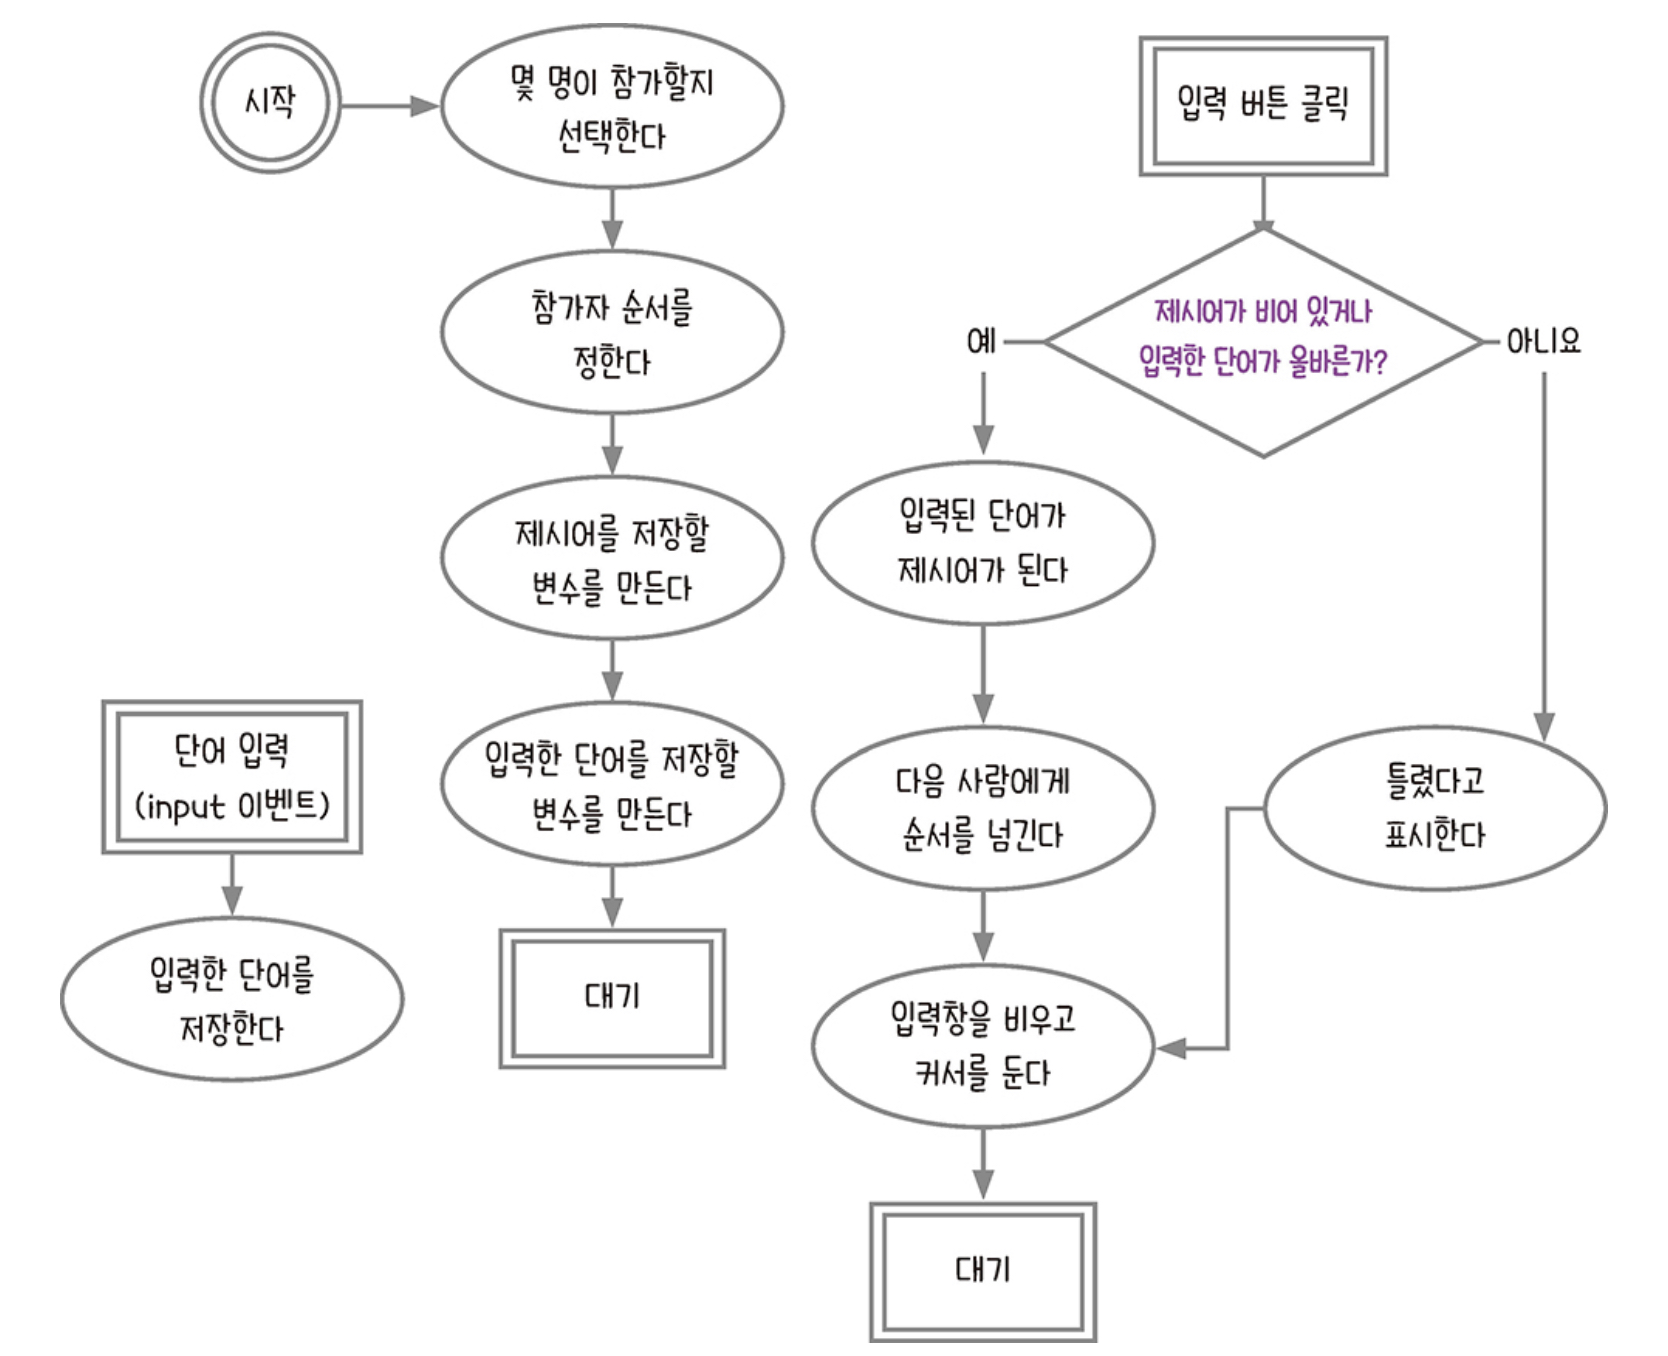 시작
몇 명이 참가할지
선택한다
참가자 순서를
정한다
제시어를 저장할
변수를 만든다
입력한 단어를 저장할
변수를 만든다
대기
단어 입력
(input 이벤트)
입력한 단어를
저장한다
입력 버튼 클릭
제시어가 비어 있거나
입력한 단어가 올바른가?
예
아니요
입력된 단어가
제시어가 된다
다음 사람에게
순서를 넘긴다
틀렸다고
표시한다
입력창을 비우고
커서를 둔다
대기